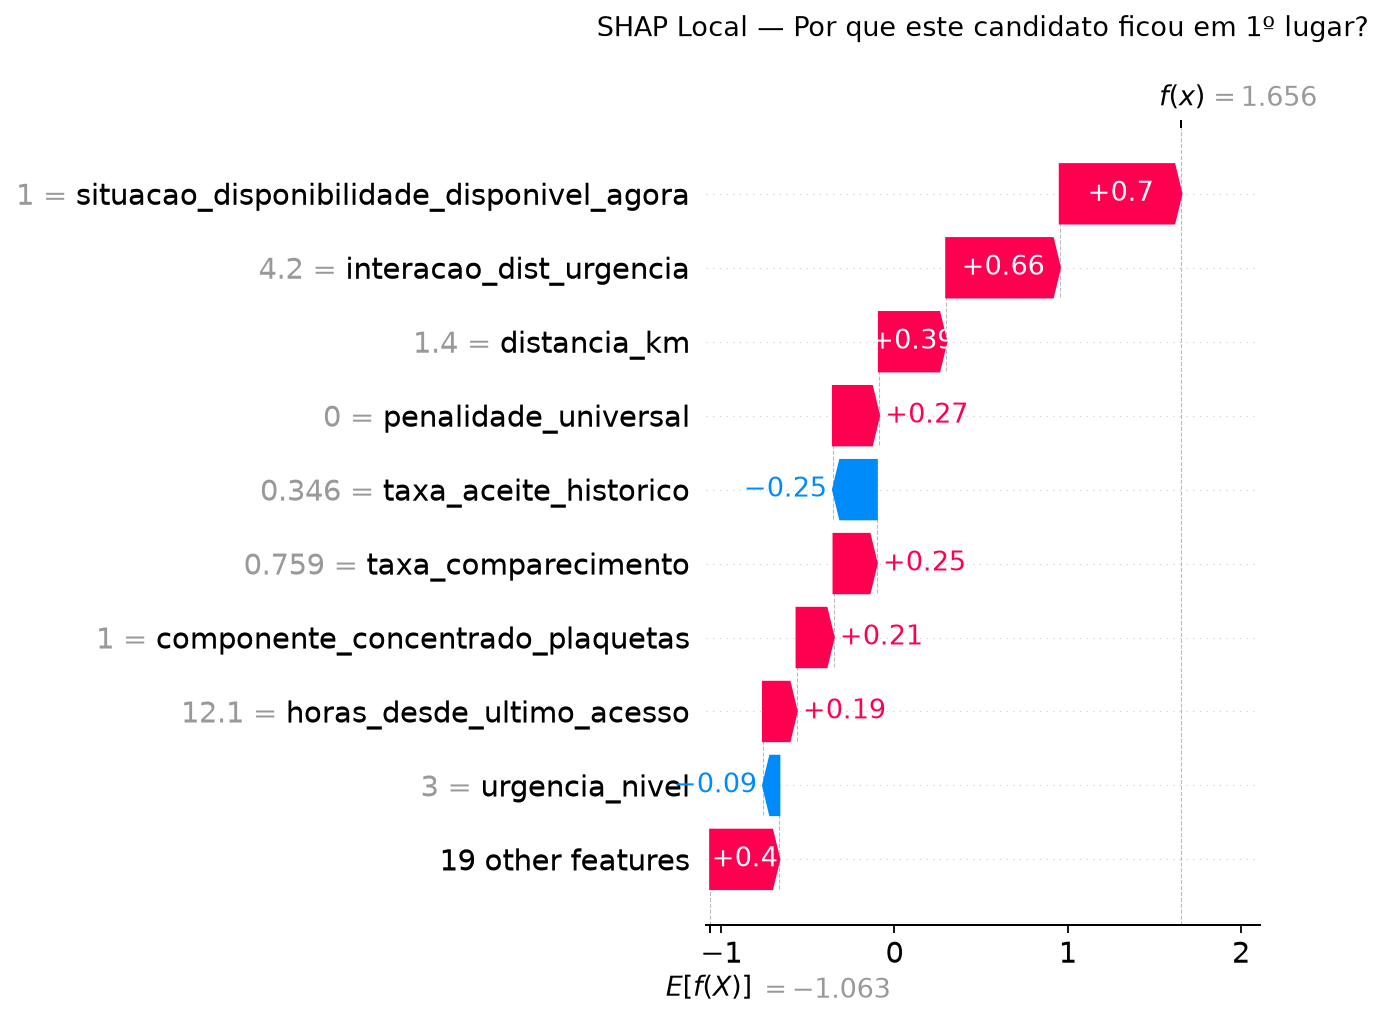 SHAP Local — Por que este candidato ficou em 1º lugar?
f(x) = 1.656
1 = situacao_disponibilidade_disponivel_agora
+0.7
4.2 = interacao_dist_urgencia
+0.66
1.4 = distancia_km
+0.39
0 = penalidade_universal
+0.27
0.346 = taxa_aceite_historico
−0.25
0.759 = taxa_comparecimento
+0.25
1 = componente_concentrado_plaquetas
+0.21
12.1 = horas_desde_ultimo_acesso
+0.19
3 = urgencia_nivel
−0.09
19 other features
+0.4
−1 0 1 2
E[f(X)] = −1.063